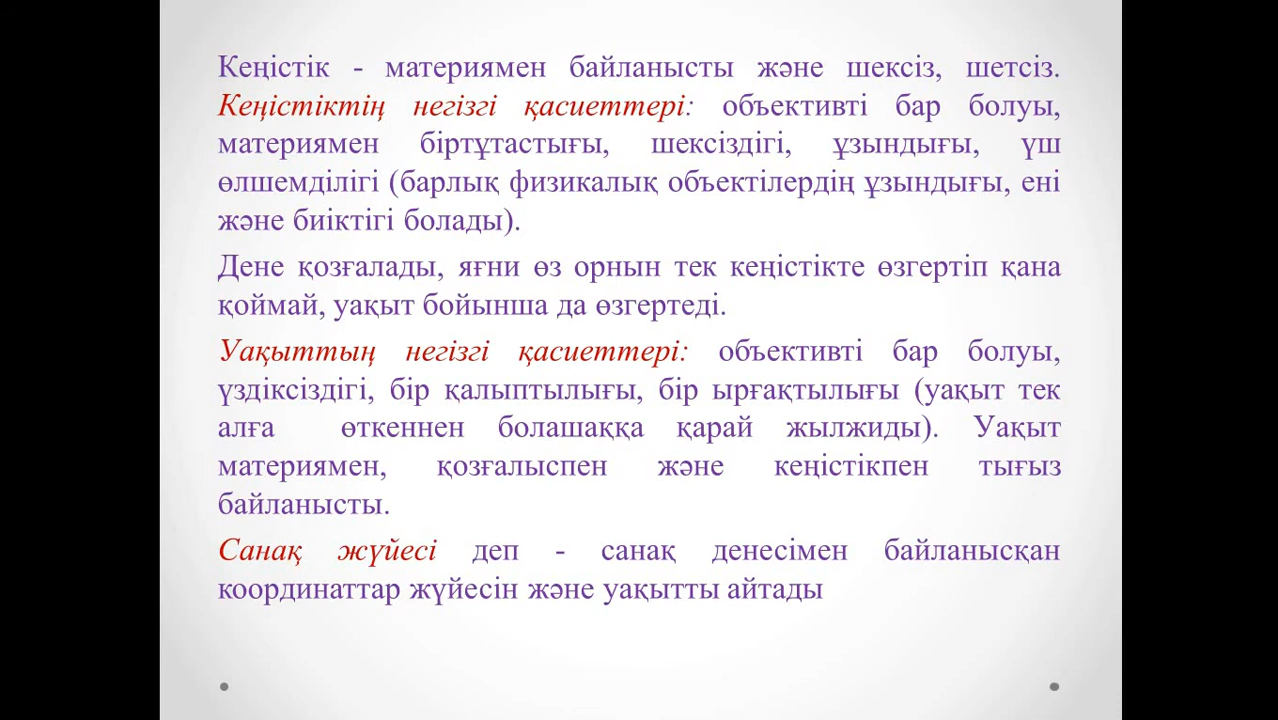 Кеңістік - материямен байланысты және шексіз, шетсіз.
Кеңістіктің негізгі қасиеттері: объективті бар болуы,
материямен біртұтастығы, шексіздігі, ұзындығы, үш
өлшемділігі (барлық физикалық объектілердің ұзындығы, ені
және биіктігі болады).
Дене қозғалады, яғни өз орнын тек кеңістікте өзгертіп қана
қоймай, уақыт бойынша да өзгертеді.
Уақыттың негізгі қасиеттері: объективті бар болуы,
үздіксіздігі, бір қалыптылығы, бір ырғақтылығы (уақыт тек
алға өткеннен болашаққа қарай жылжиды). Уақыт
материямен, қозғалыспен және кеңістікпен тығыз
байланысты.
Санақ жүйесі деп - санақ денесімен байланысқан
координаттар жүйесін және уақытты айтады